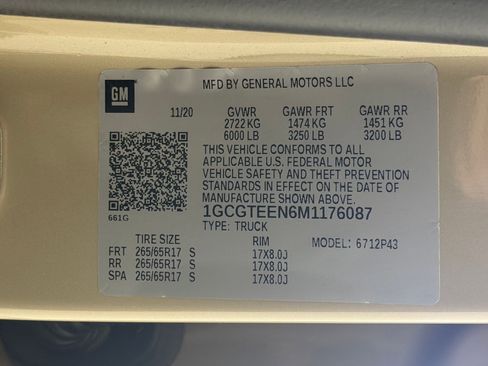 GM
MFD BY GENERAL MOTORS LLC
11/20 GVWR GAWR FRT GAWR RR
2722 KG 1474 KG 1451 KG
6000 LB 3250 LB 3200 LB
THIS VEHICLE CONFORMS TO ALL
APPLICABLE U.S. FEDERAL MOTOR
VEHICLE SAFETY AND THEFT PREVENTION
STANDARDS IN EFFECT ON THE DATE OF
MANUFACTURE SHOWN ABOVE.
661G
1GCGTEEN6M1176087
TYPE: TRUCK
TIRE SIZE RIM MODEL: 6712P43
FRT 265/65R17 S 17X8.0J
RR 265/65R17 S 17X8.0J
SPA 265/65R17 S 17X8.0J